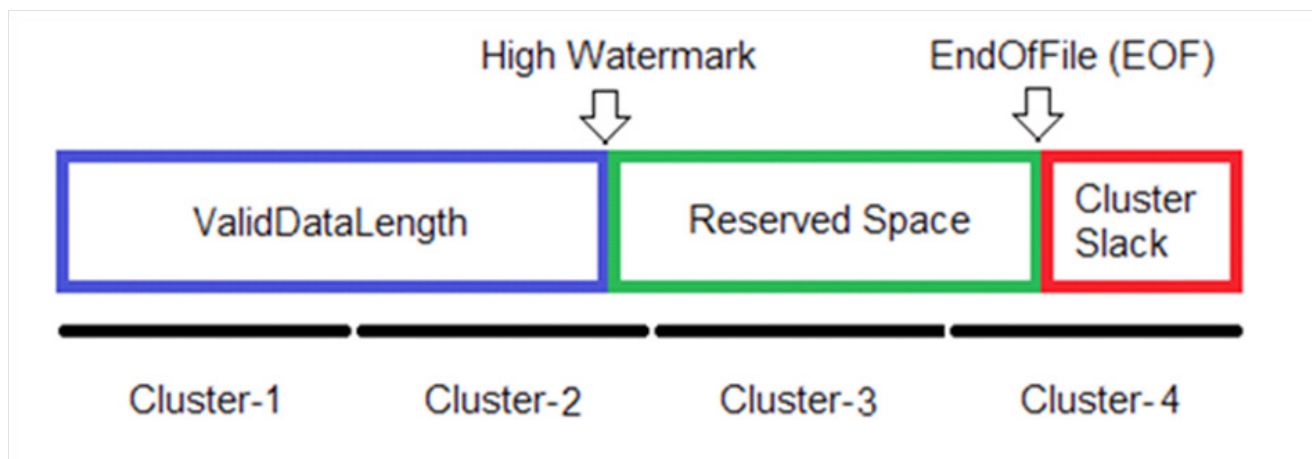 High Watermark
EndOfFile (EOF)
ValidDataLength
Reserved Space
Cluster
Slack
Cluster-1
Cluster-2
Cluster-3
Cluster-4